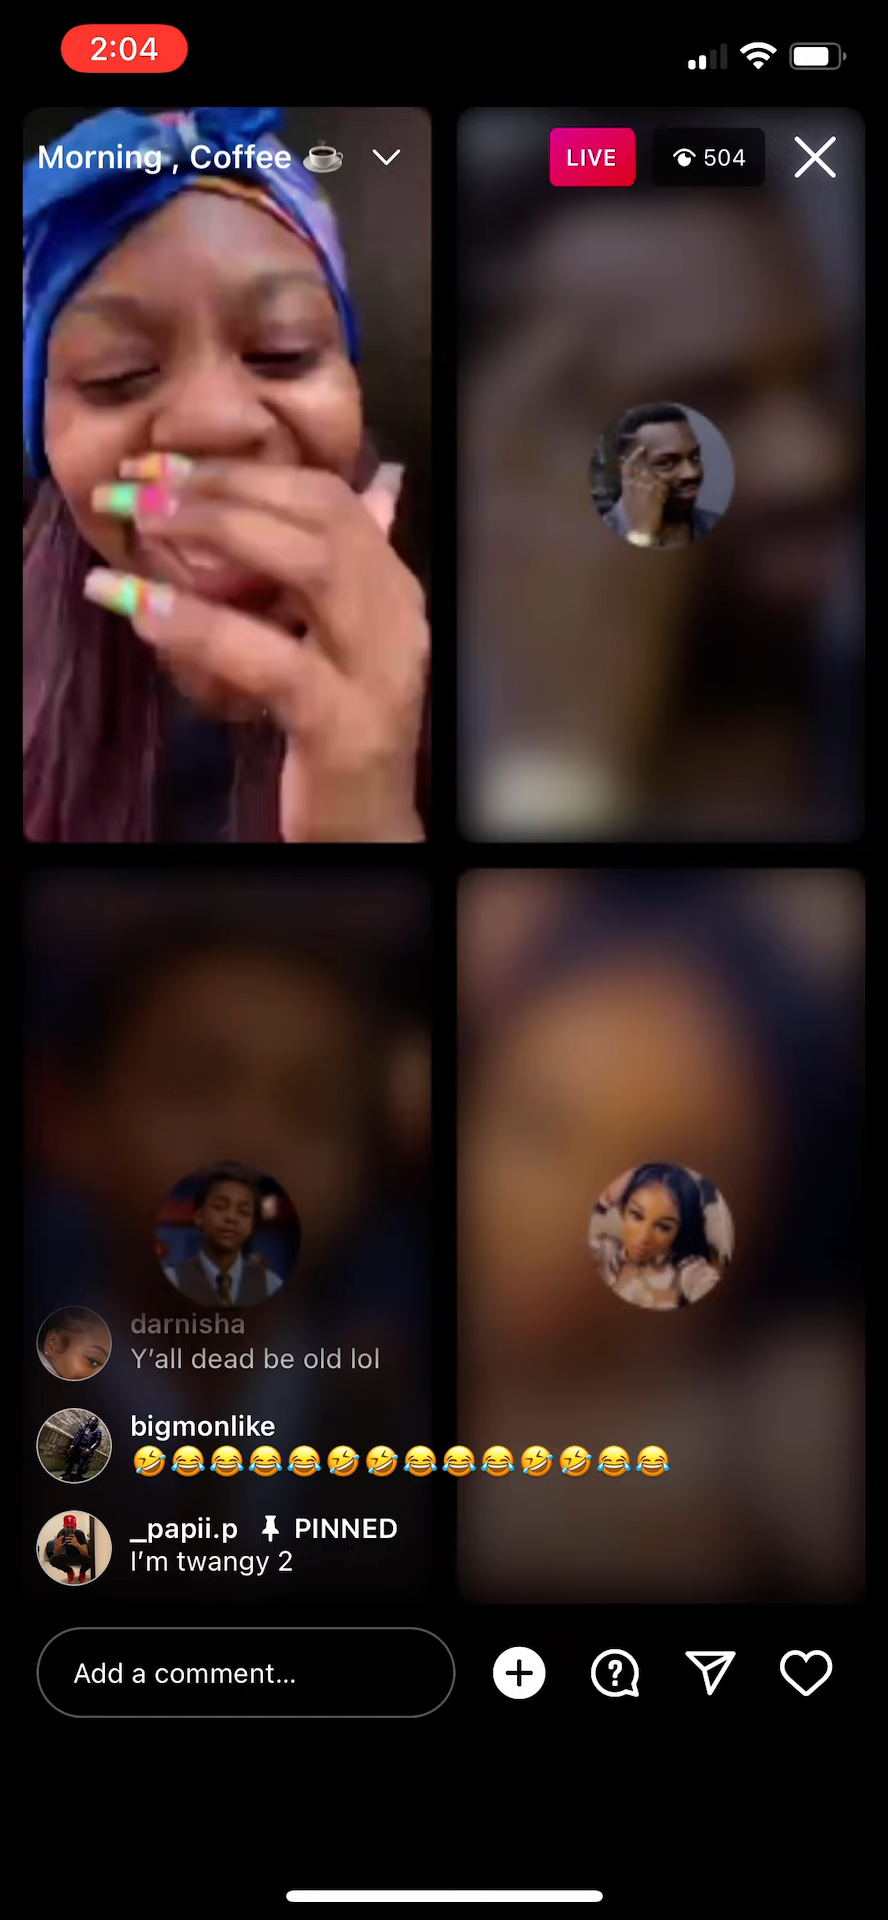 2:04
Morning , Coffee ☕
LIVE
504
darnisha
Y’all dead be old lol
bigmonlike
🤣😂😂😂😂🤣🤣😂😂😂🤣🤣😂😂
_papii.p PINNED
I’m twangy 2
Add a comment...